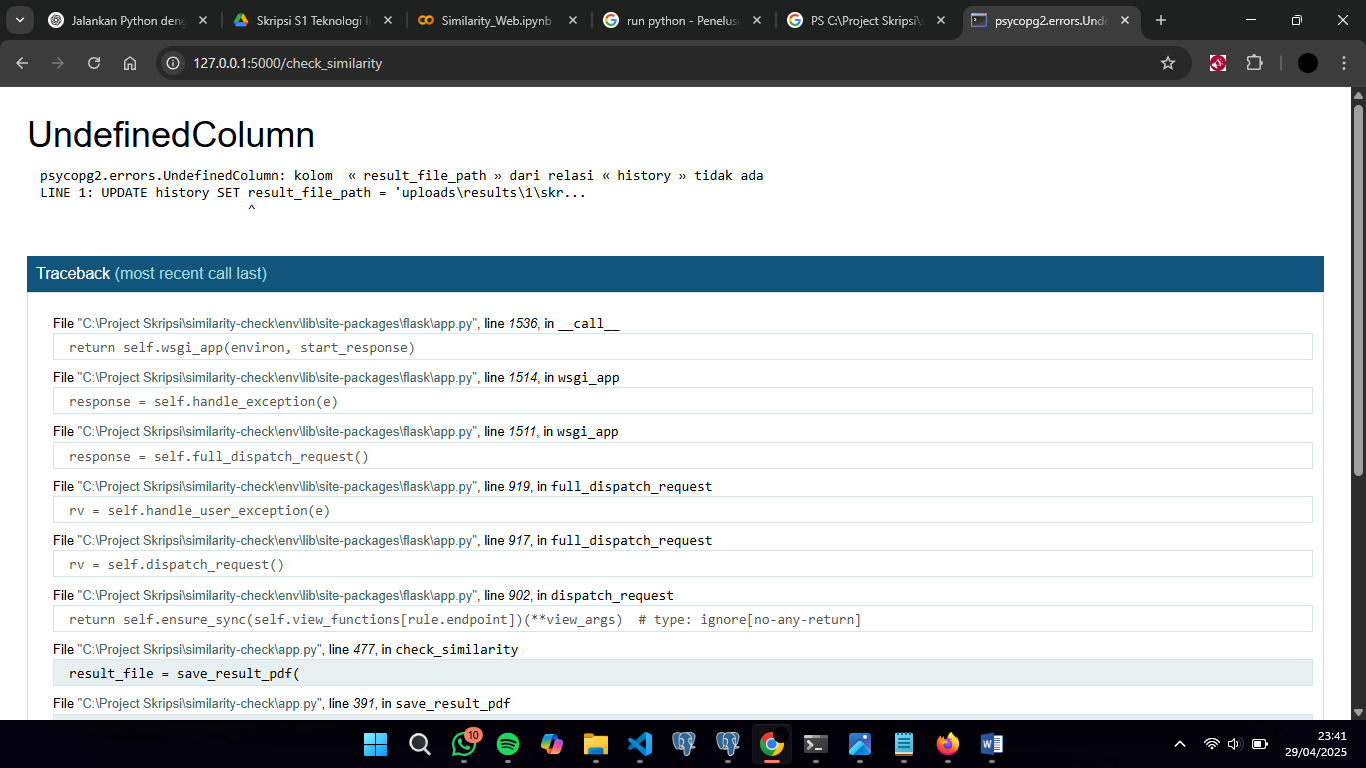 Jalankan Python deng
Skripsi S1 Teknologi I
Similarity_Web.ipynb
run python - Penelus
PS C:\Project Skripsi\s
psycopg2.errors.Unde
127.0.0.1:5000/check_similarity
UndefinedColumn
psycopg2.errors.UndefinedColumn: kolom  « result_file_path » dari relasi « history » tidak ada
LINE 1: UPDATE history SET result_file_path = 'uploads\results\1\skr...
^
Traceback (most recent call last)
File "C:\Project Skripsi\similarity-check\env\lib\site-packages\flask\app.py", line 1536, in __call__
return self.wsgi_app(environ, start_response)
File "C:\Project Skripsi\similarity-check\env\lib\site-packages\flask\app.py", line 1514, in wsgi_app
response = self.handle_exception(e)
File "C:\Project Skripsi\similarity-check\env\lib\site-packages\flask\app.py", line 1511, in wsgi_app
response = self.full_dispatch_request()
File "C:\Project Skripsi\similarity-check\env\lib\site-packages\flask\app.py", line 919, in full_dispatch_request
rv = self.handle_user_exception(e)
File "C:\Project Skripsi\similarity-check\env\lib\site-packages\flask\app.py", line 917, in full_dispatch_request
rv = self.dispatch_request()
File "C:\Project Skripsi\similarity-check\env\lib\site-packages\flask\app.py", line 902, in dispatch_request
return self.ensure_sync(self.view_functions[rule.endpoint])(**view_args)  # type: ignore[no-any-return]
File "C:\Project Skripsi\similarity-check\app.py", line 477, in check_similarity
result_file = save_result_pdf(
File "C:\Project Skripsi\similarity-check\app.py", line 391, in save_result_pdf
10
23:41
29/04/2025